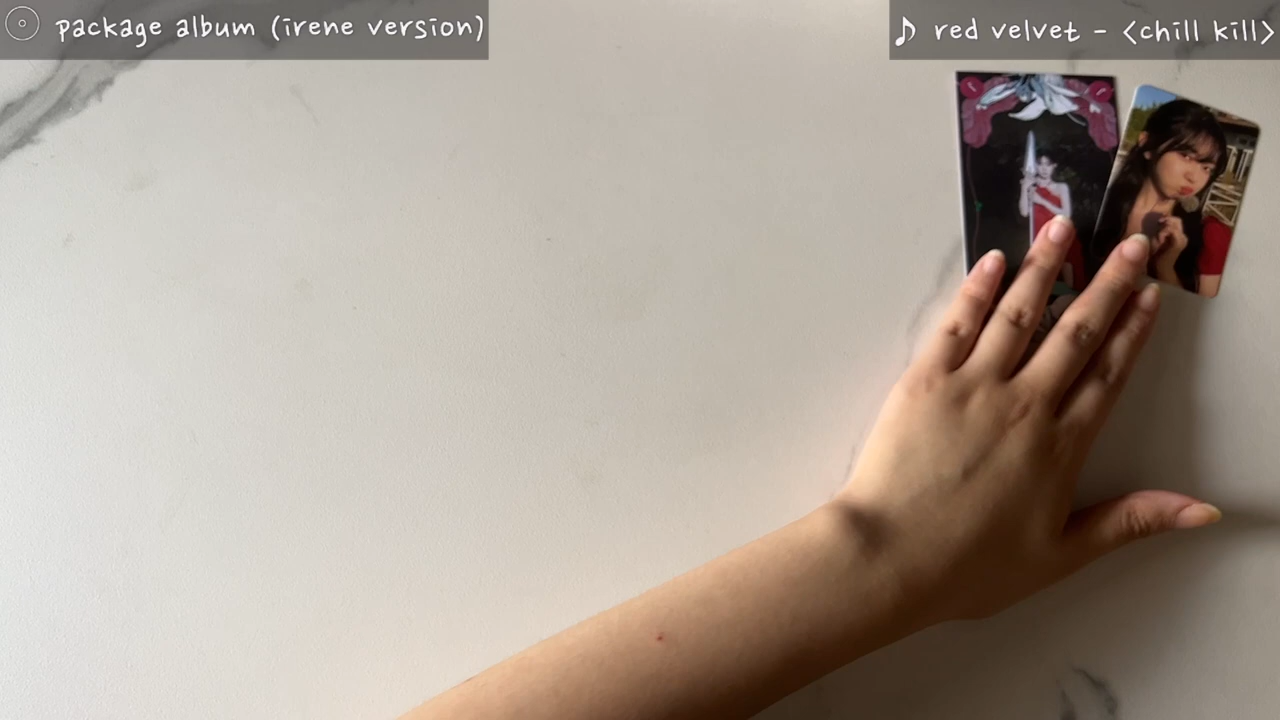 package album (irene version)
♪ red velvet - <chill kill>